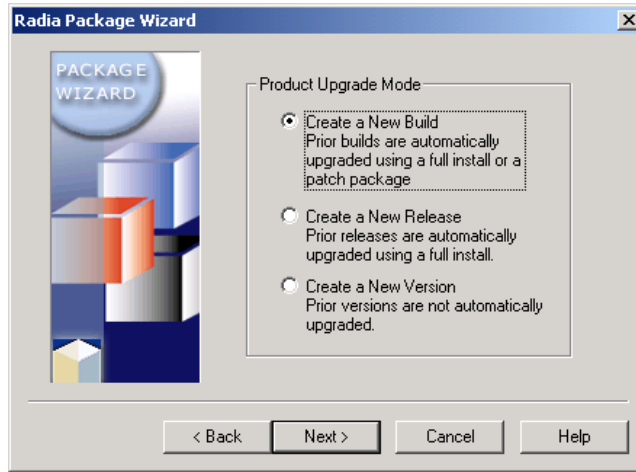 Radia Package Wizard
PACKAGE
WIZARD
Product Upgrade Mode
Create a New Build
Prior builds are automatically
upgraded using a full install or a
patch package
Create a New Release
Prior releases are automatically
upgraded using a full install.
Create a New Version
Prior versions are not automatically
upgraded.
< Back
Next >
Cancel
Help